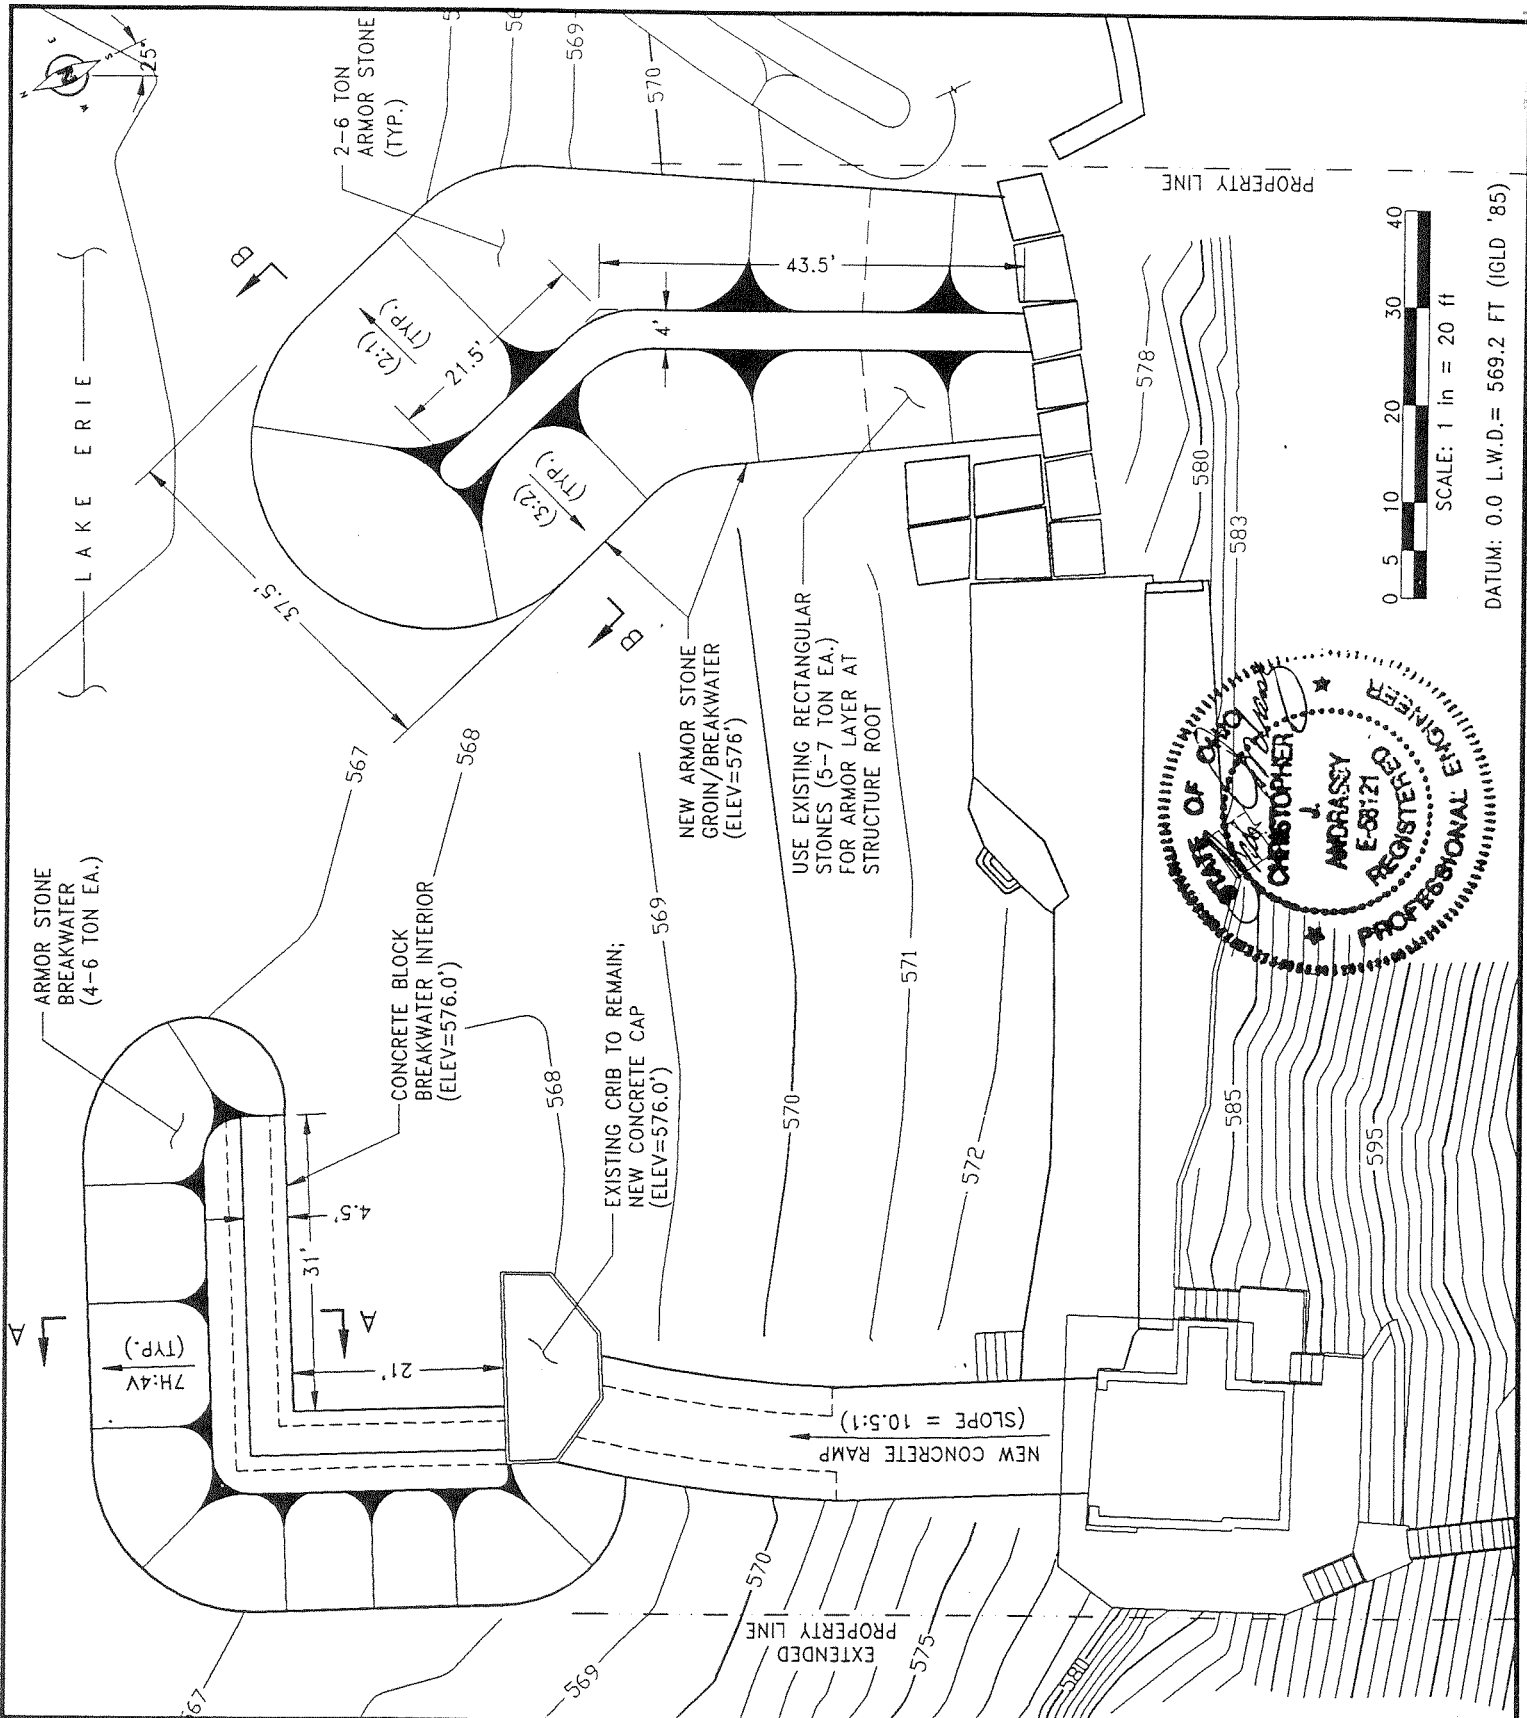 LAKE ERIE
25°
N
2-6 TON
ARMOR STONE
(TYP.)
569
570
B
(2:1)
(TYP.)
21.5'
43.5'
4'
(3:2)
(TYP.)
37.5'
B
PROPERTY LINE
NEW ARMOR STONE
GROIN/BREAKWATER
(ELEV=576')
USE EXISTING RECTANGULAR
STONES (5-7 TON EA.)
FOR ARMOR LAYER AT
STRUCTURE ROOT
578
580
583
0 5 10 20 30 40
SCALE: 1 in = 20 ft
DATUM: 0.0 L.W.D.= 569.2 FT (IGLD '85)
567
568
569
570
571
572
ARMOR STONE
BREAKWATER
(4-6 TON EA.)
CONCRETE BLOCK
BREAKWATER INTERIOR
(ELEV=576.0')
568
EXISTING CRIB TO REMAIN;
NEW CONCRETE CAP
(ELEV=576.0')
A
A
7H:4V
(TYP.)
4.5'
31'
21'
NEW CONCRETE RAMP
(SLOPE = 10.5:1)
STATE OF OHIO
CHRISTOPHER
J.
ANDRASSY
E-58121
REGISTERED
PROFESSIONAL ENGINEER
585
595
567
569
570
575
580
EXTENDED
PROPERTY LINE